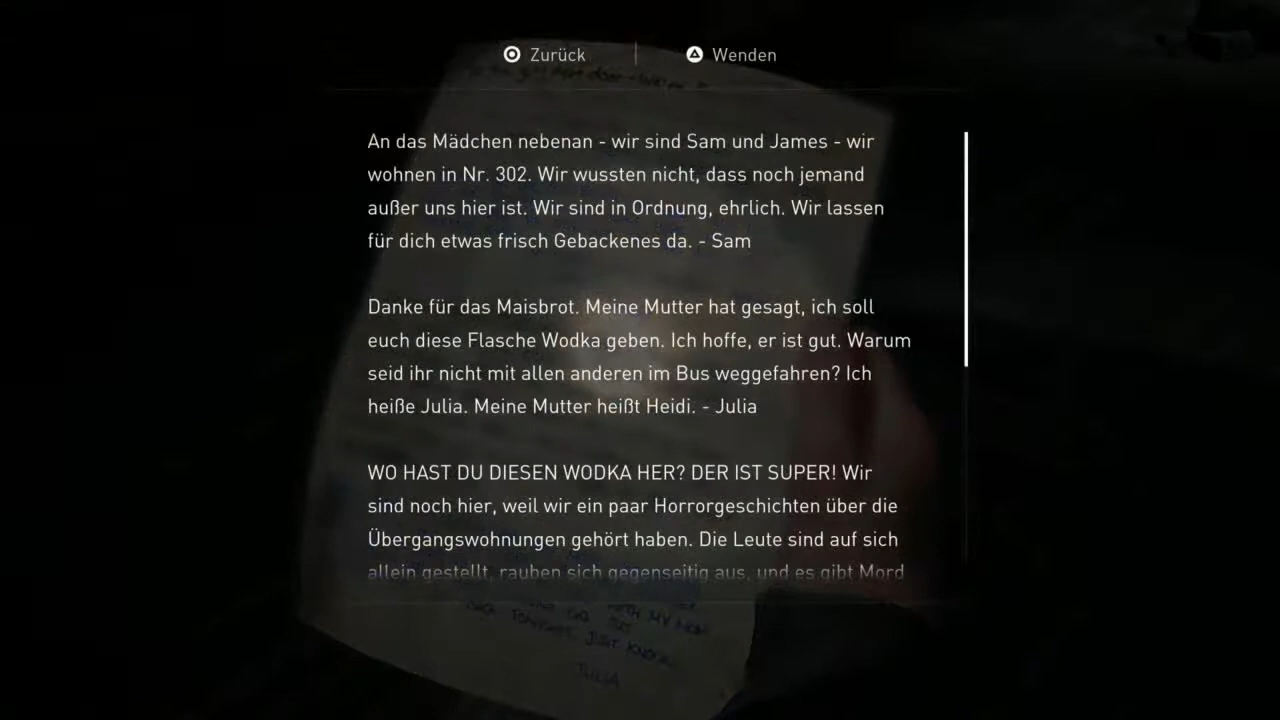 Zurück
Wenden
An das Mädchen nebenan - wir sind Sam und James - wir
wohnen in Nr. 302. Wir wussten nicht, dass noch jemand
außer uns hier ist. Wir sind in Ordnung, ehrlich. Wir lassen
für dich etwas frisch Gebackenes da. - Sam
Danke für das Maisbrot. Meine Mutter hat gesagt, ich soll
euch diese Flasche Wodka geben. Ich hoffe, er ist gut. Warum
seid ihr nicht mit allen anderen im Bus weggefahren? Ich
heiße Julia. Meine Mutter heißt Heidi. - Julia
WO HAST DU DIESEN WODKA HER? DER IST SUPER! Wir
sind noch hier, weil wir ein paar Horrorgeschichten über die
Übergangswohnungen gehört haben. Die Leute sind auf sich
allein gestellt, rauben sich gegenseitig aus, und es gibt Mord
MY MOM
TONIGHT. JUST KNOCK.
JULIA